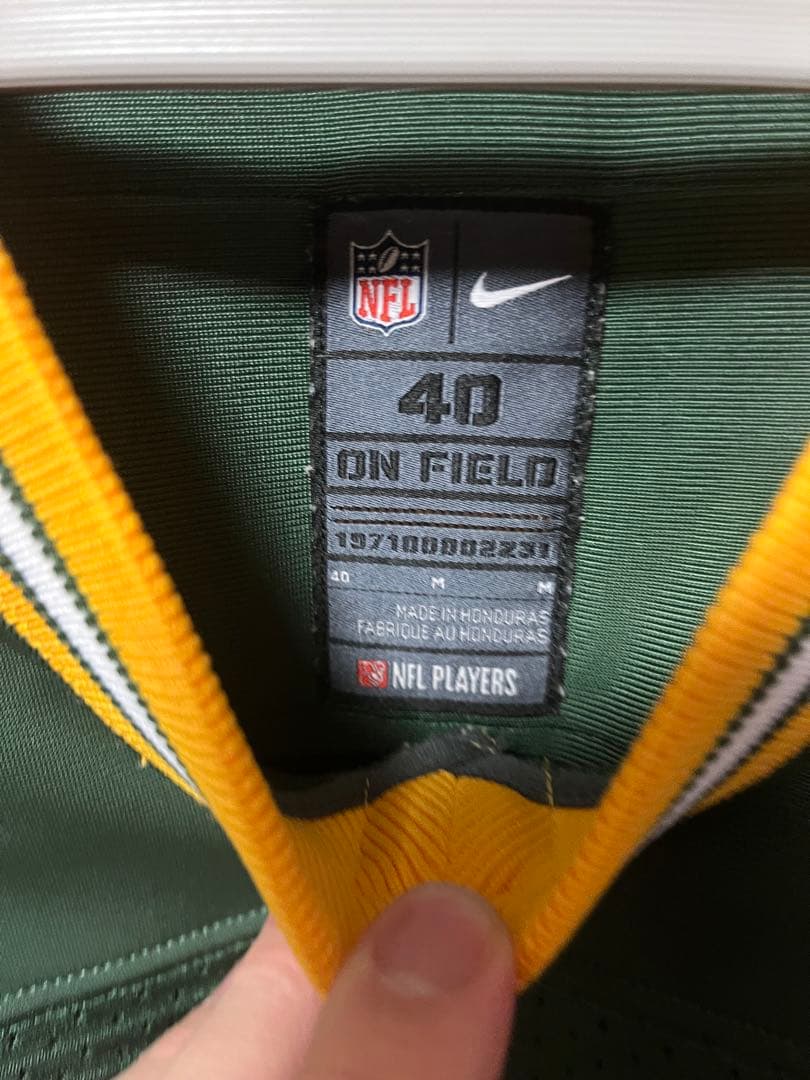 NFL
40
ON FIELD
197100002231
40 M M
MADE IN HONDURAS
FABRIQUE AU HONDURAS
NFL PLAYERS